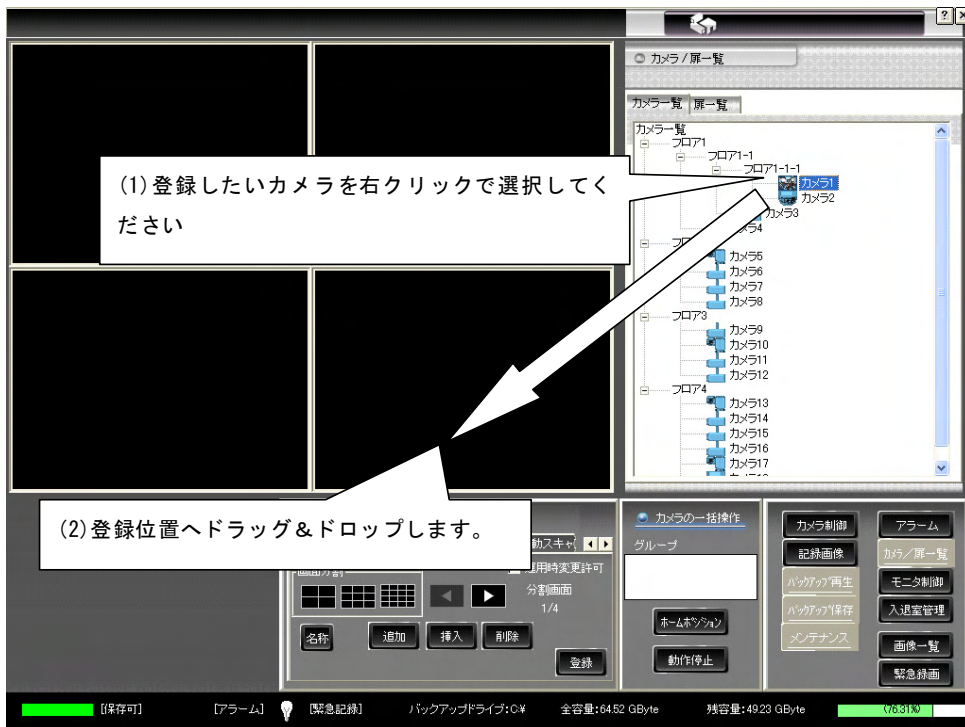 ?
カメラ / 扉一覧
カメラ一覧 扉一覧
カメラ一覧
フロア1
フロア1-1
フロア1-1-1
カメラ1
カメラ2
カメラ3
(1)登録したいカメラを右クリックで選択してく
ださい
カメラ5
カメラ6
カメラ7
カメラ8
フロア3
カメラ9
カメラ10
カメラ11
カメラ12
フロア4
カメラ13
カメラ14
カメラ15
カメラ16
カメラ17
(2)登録位置へドラッグ&ドロップします。
画面分割
運用時変更許可
分割画面
1/4
名称 追加 挿入 削除
登録
カメラの一括操作
グループ
ホームポジション
動作停止
カメラ制御 アラーム
記録画像 カメラ/扉一覧
バックアップ再生 モニタ制御
バックアップ保存 入退室管理
メンテナンス 画像一覧
緊急録画
[保存可] [アラーム] [緊急記録] バックアップドライブ:C:¥ 全容量:64.52 GByte 残容量:49.23 GByte (76.31%)